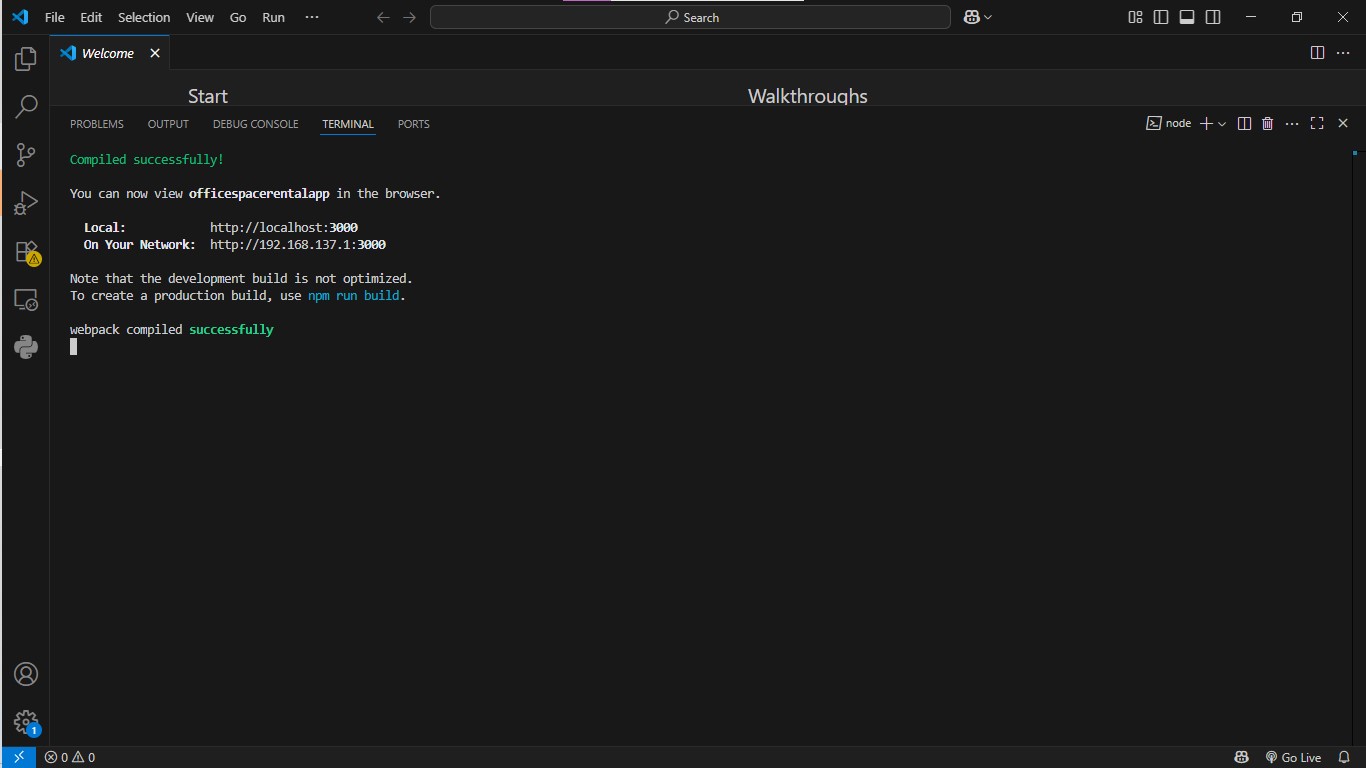 File Edit Selection View Go Run ···
Search
Welcome
Start Walkthroughs
PROBLEMS OUTPUT DEBUG CONSOLE TERMINAL PORTS node
Compiled successfully!
You can now view officespacerentalapp in the browser.
Local: http://localhost:3000
On Your Network: http://192.168.137.1:3000
Note that the development build is not optimized.
To create a production build, use npm run build.
webpack compiled successfully
1
0 0 Go Live